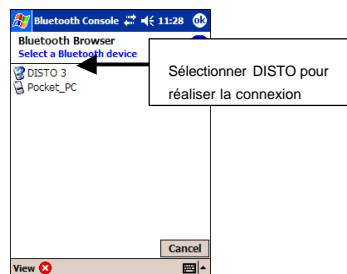 Bluetooth Console 11:28 ok
Bluetooth Browser
Select a Bluetooth device
DISTO 3
Pocket_PC
Sélectionner DISTO pour
réaliser la connexion
Cancel
View